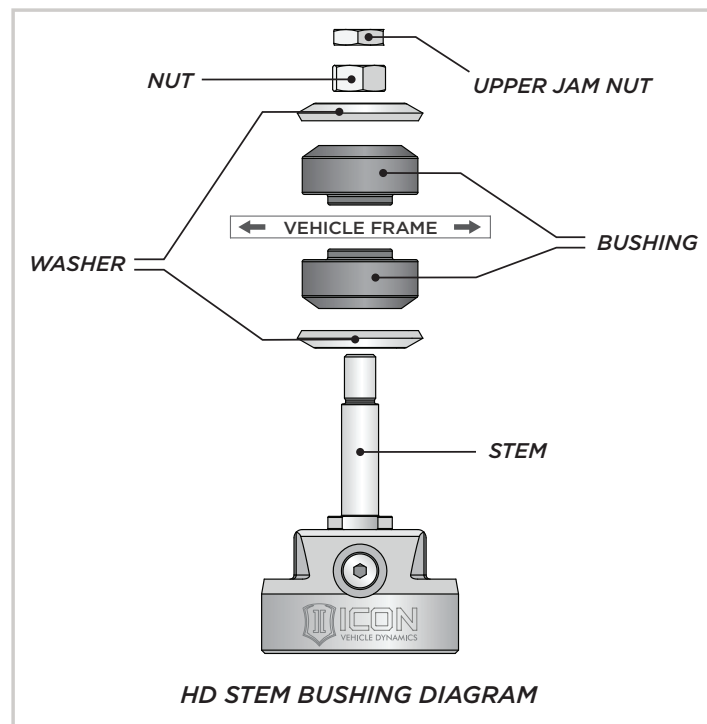 NUT
UPPER JAM NUT
VEHICLE FRAME
WASHER
BUSHING
STEM
ICON
VEHICLE DYNAMICS
HD STEM BUSHING DIAGRAM